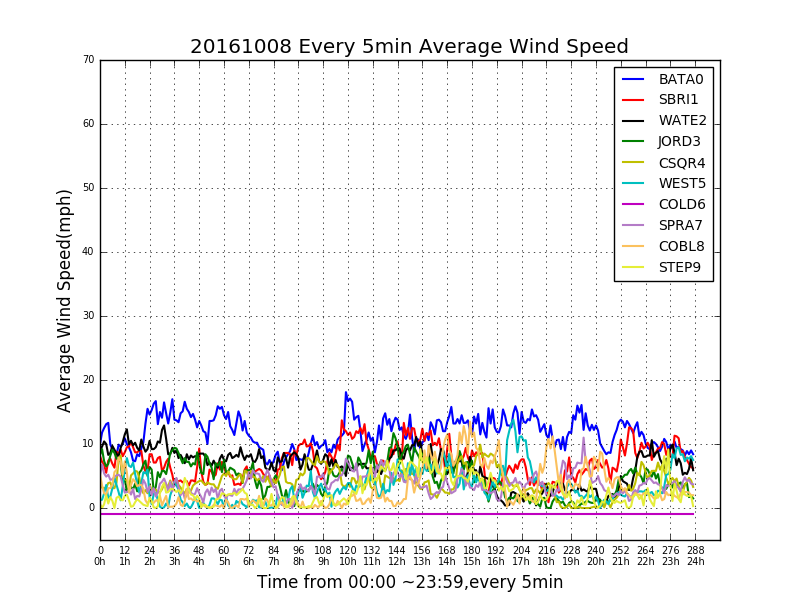 20161008 Every 5min Average Wind Speed
70
60
50
40
30
20
10
0
Average Wind Speed(mph)
BATA0
SBRI1
WATE2
JORD3
CSQR4
WEST5
COLD6
SPRA7
COBL8
STEP9
0 12 24 36 48 60 72 84 96 108 120 132 144 156 168 180 192 204 216 228 240 252 264 276 288
0h 1h 2h 3h 4h 5h 6h 7h 8h 9h 10h 11h 12h 13h 14h 15h 16h 17h 18h 19h 20h 21h 22h 23h 24h
Time from 00:00 ~23:59,every 5min